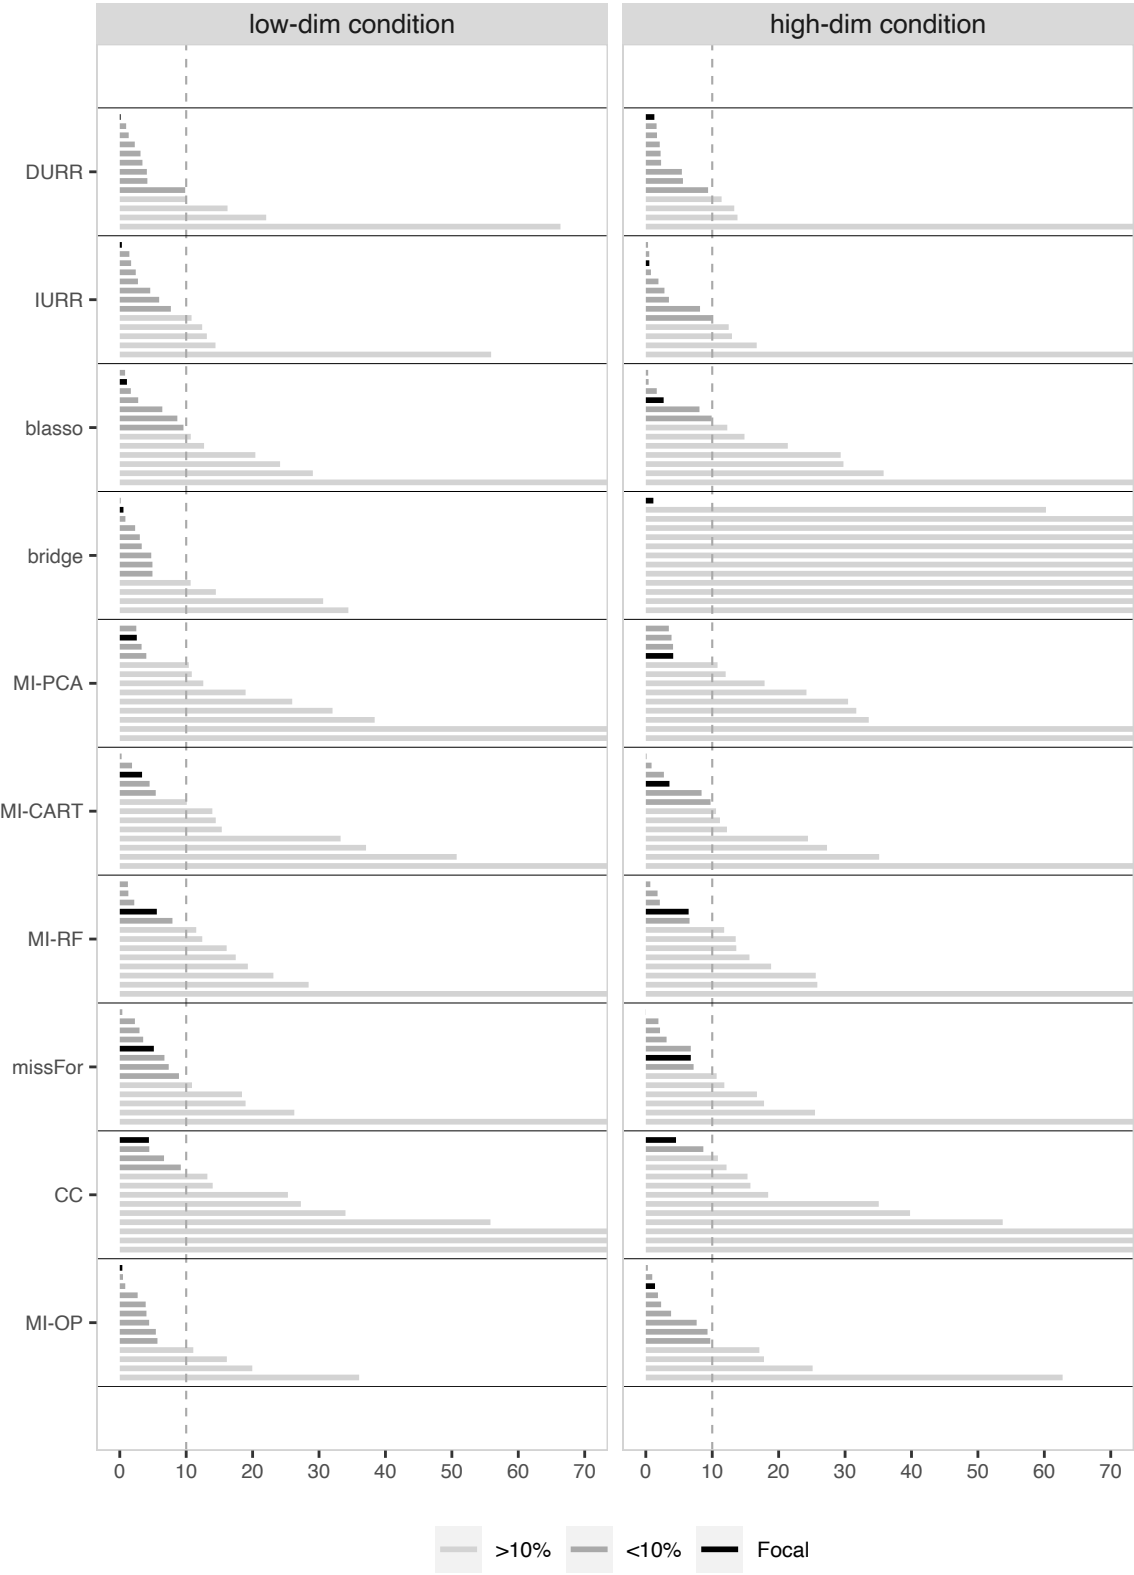 low-dim condition
high-dim condition
DURR
IURR
blasso
bridge
MI-PCA
MI-CART
MI-RF
missFor
CC
MI-OP
0 10 20 30 40 50 60 70
0 10 20 30 40 50 60 70
>10% <10% Focal